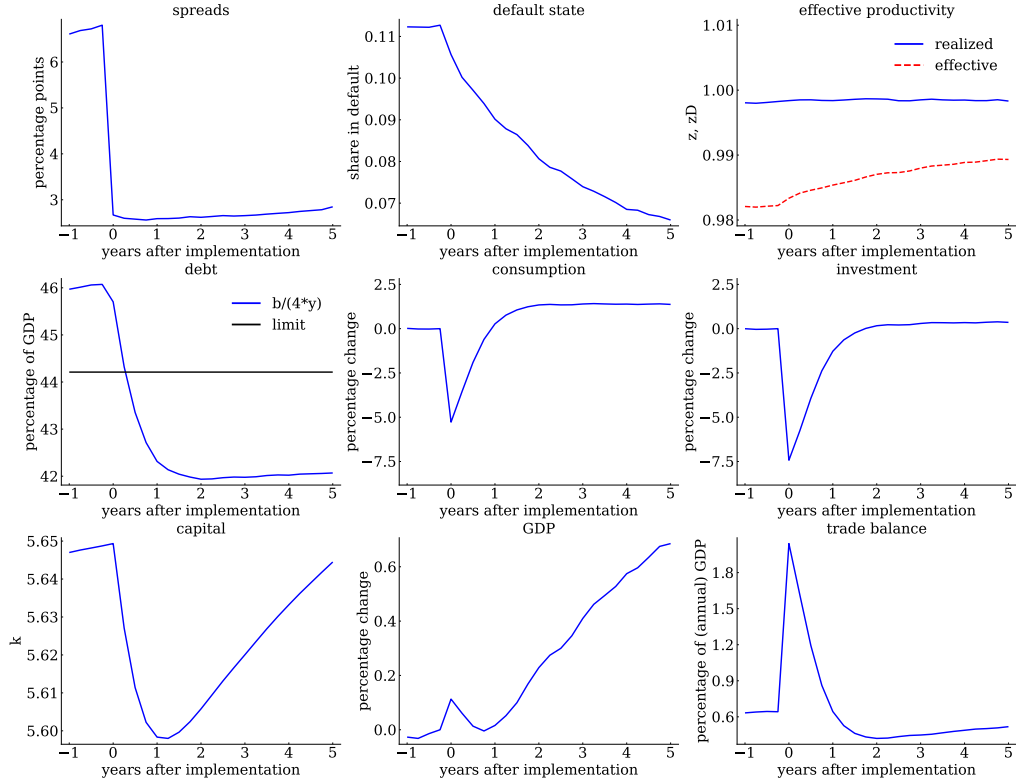 spreads
percentage points
6
5
4
3
−1 0 1 2 3 4 5
years after implementation
default state
share in default
0.11
0.10
0.09
0.08
0.07
−1 0 1 2 3 4 5
years after implementation
effective productivity
z, zD
1.01
1.00
0.99
0.98
realized
effective
−1 0 1 2 3 4 5
years after implementation
debt
percentage of GDP
46
45
44
43
42
b/(4*y)
limit
−1 0 1 2 3 4 5
years after implementation
consumption
percentage change
2.5
0.0
−2.5
−5.0
−7.5
−1 0 1 2 3 4 5
years after implementation
investment
percentage change
2.5
0.0
−2.5
−5.0
−7.5
−1 0 1 2 3 4 5
years after implementation
capital
k
5.65
5.64
5.63
5.62
5.61
5.60
−1 0 1 2 3 4 5
years after implementation
GDP
percentage change
0.6
0.4
0.2
0.0
−1 0 1 2 3 4 5
years after implementation
trade balance
percentage of (annual) GDP
1.8
1.5
1.2
0.9
0.6
−1 0 1 2 3 4 5
years after implementation